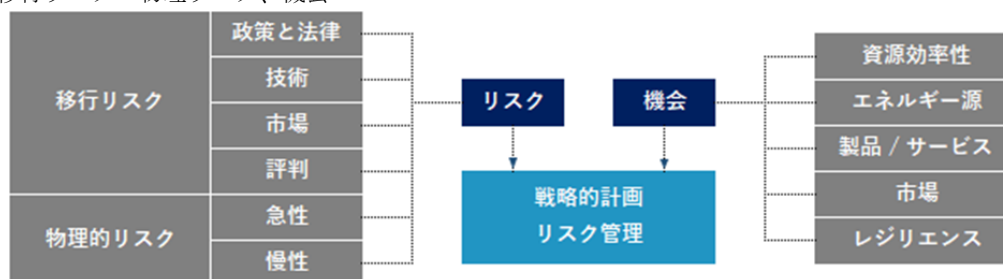 移行リスク
政策と法律
技術
市場
評判
物理的リスク
急性
慢性
リスク
機会
戦略的計画
リスク管理
資源効率性
エネルギー源
製品 / サービス
市場
レジリエンス